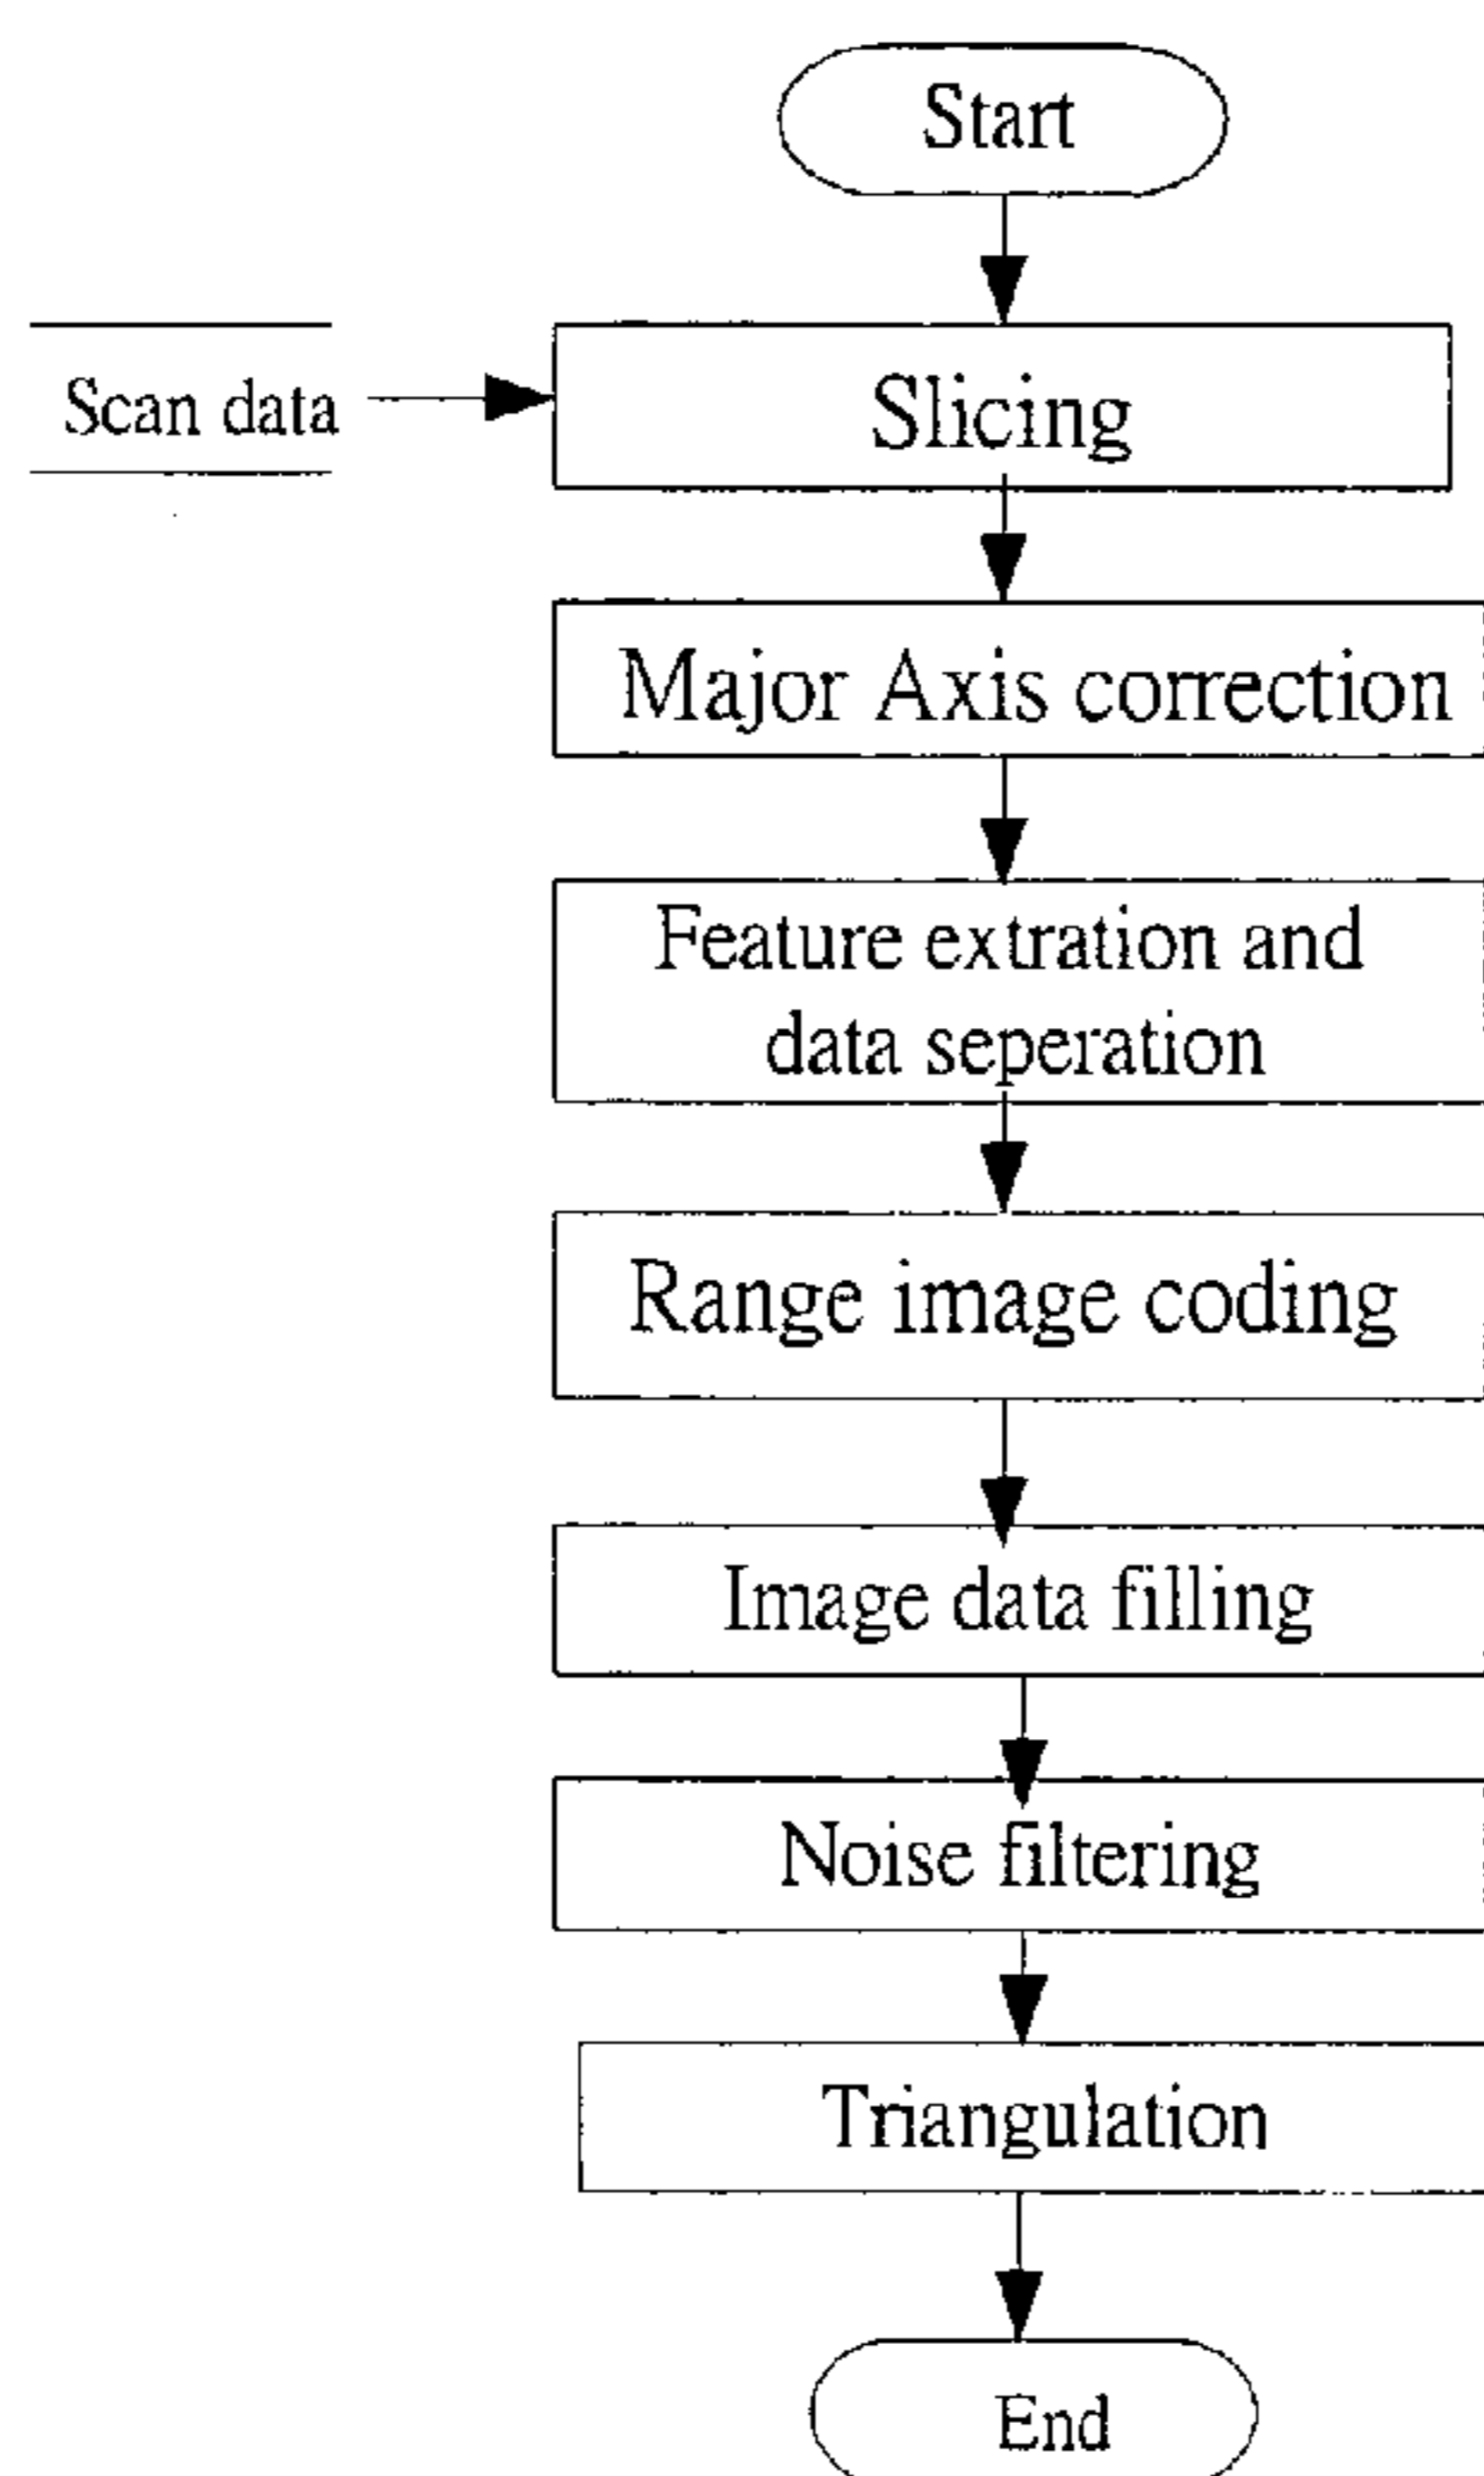 Start
Scan data
Slicing
Major Axis correction
Feature extration and
data seperation
Range image coding
Image data filling
Noise filtering
Triangulation
End